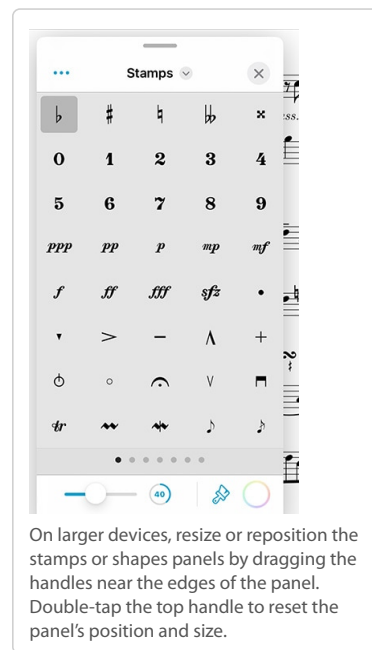 Stamps
♭ ♯ ♮ 𝄫 𝄪
0 1 2 3 4
5 6 7 8 9
ppp pp p mp mf
f ff fff sfz
tr
40
ss.
On larger devices, resize or reposition the
stamps or shapes panels by dragging the
handles near the edges of the panel.
Double-tap the top handle to reset the
panel’s position and size.